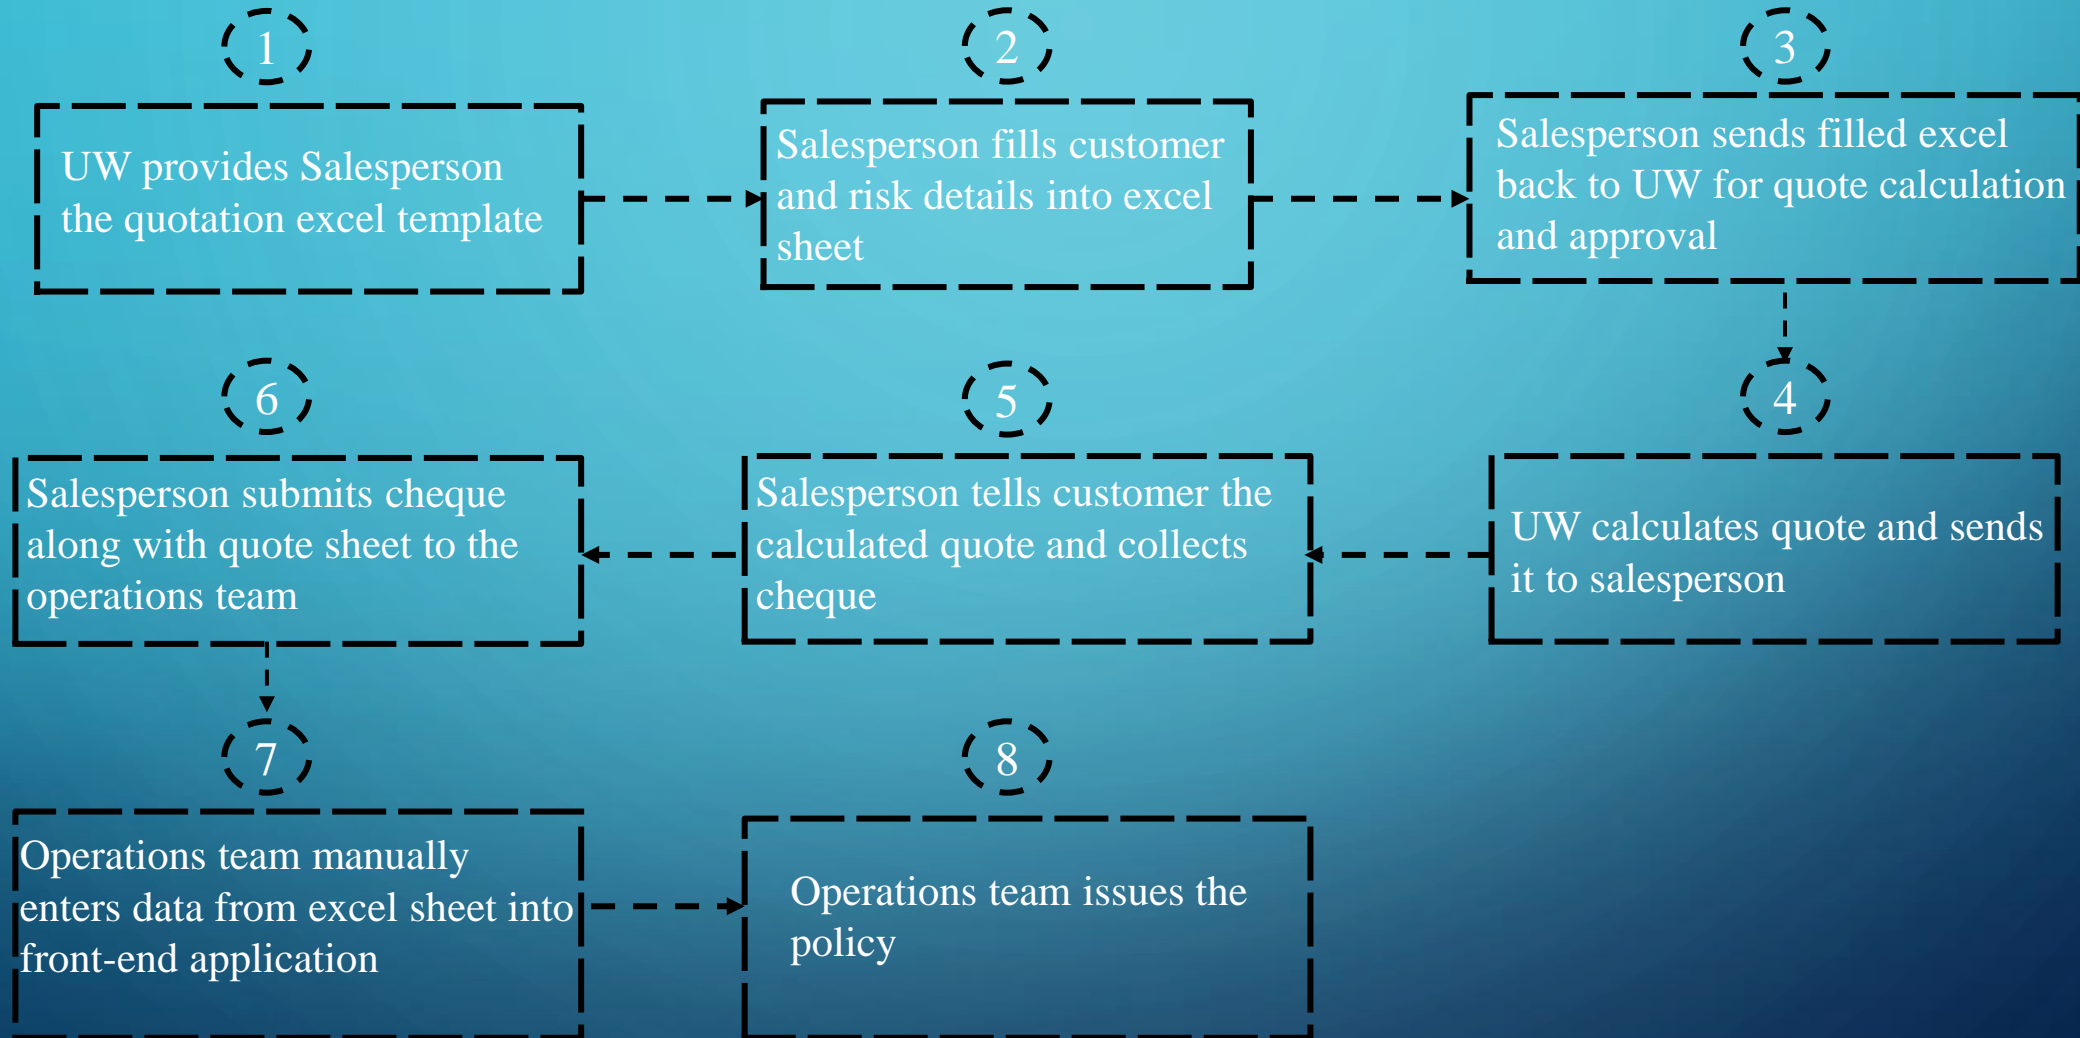 1
UW provides Salesperson
the quotation excel template
2
Salesperson fills customer
and risk details into excel
sheet
3
Salesperson sends filled excel
back to UW for quote calculation
and approval
4
UW calculates quote and sends
it to salesperson
5
Salesperson tells customer the
calculated quote and collects
cheque
6
Salesperson submits cheque
along with quote sheet to the
operations team
7
Operations team manually
enters data from excel sheet into
front-end application
8
Operations team issues the
policy